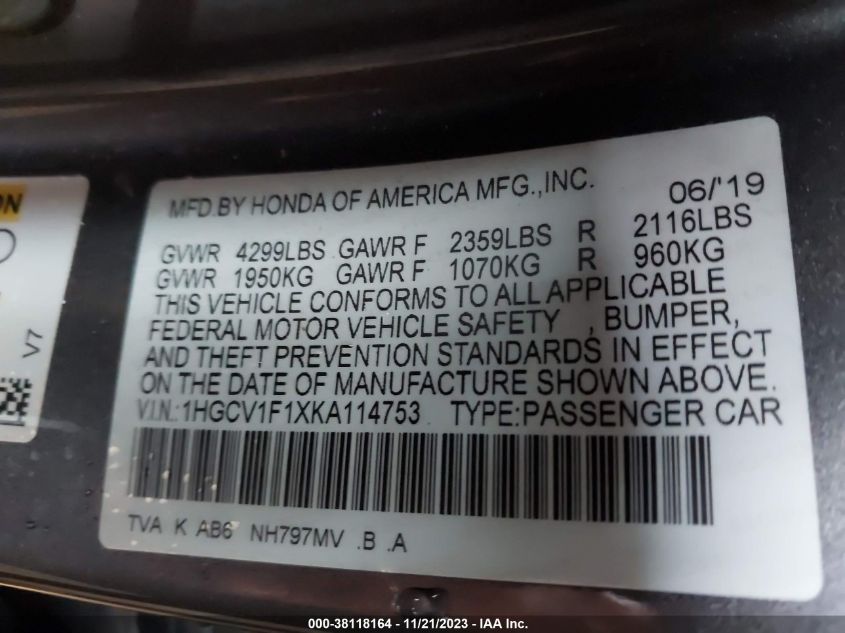 ON
V7
MFD.BY HONDA OF AMERICA MFG.,INC. 06/'19
GVWR 4299LBS GAWR F 2359LBS R 2116LBS
GVWR 1950KG GAWR F 1070KG R 960KG
THIS VEHICLE CONFORMS TO ALL APPLICABLE
FEDERAL MOTOR VEHICLE SAFETY , BUMPER,
AND THEFT PREVENTION STANDARDS IN EFFECT
ON THE DATE OF MANUFACTURE SHOWN ABOVE.
V.I.N.:1HGCV1F1XKA114753 TYPE:PASSENGER CAR
TVA K AB6 NH797MV .B .A
000-38118164 - 11/21/2023 - IAA Inc.